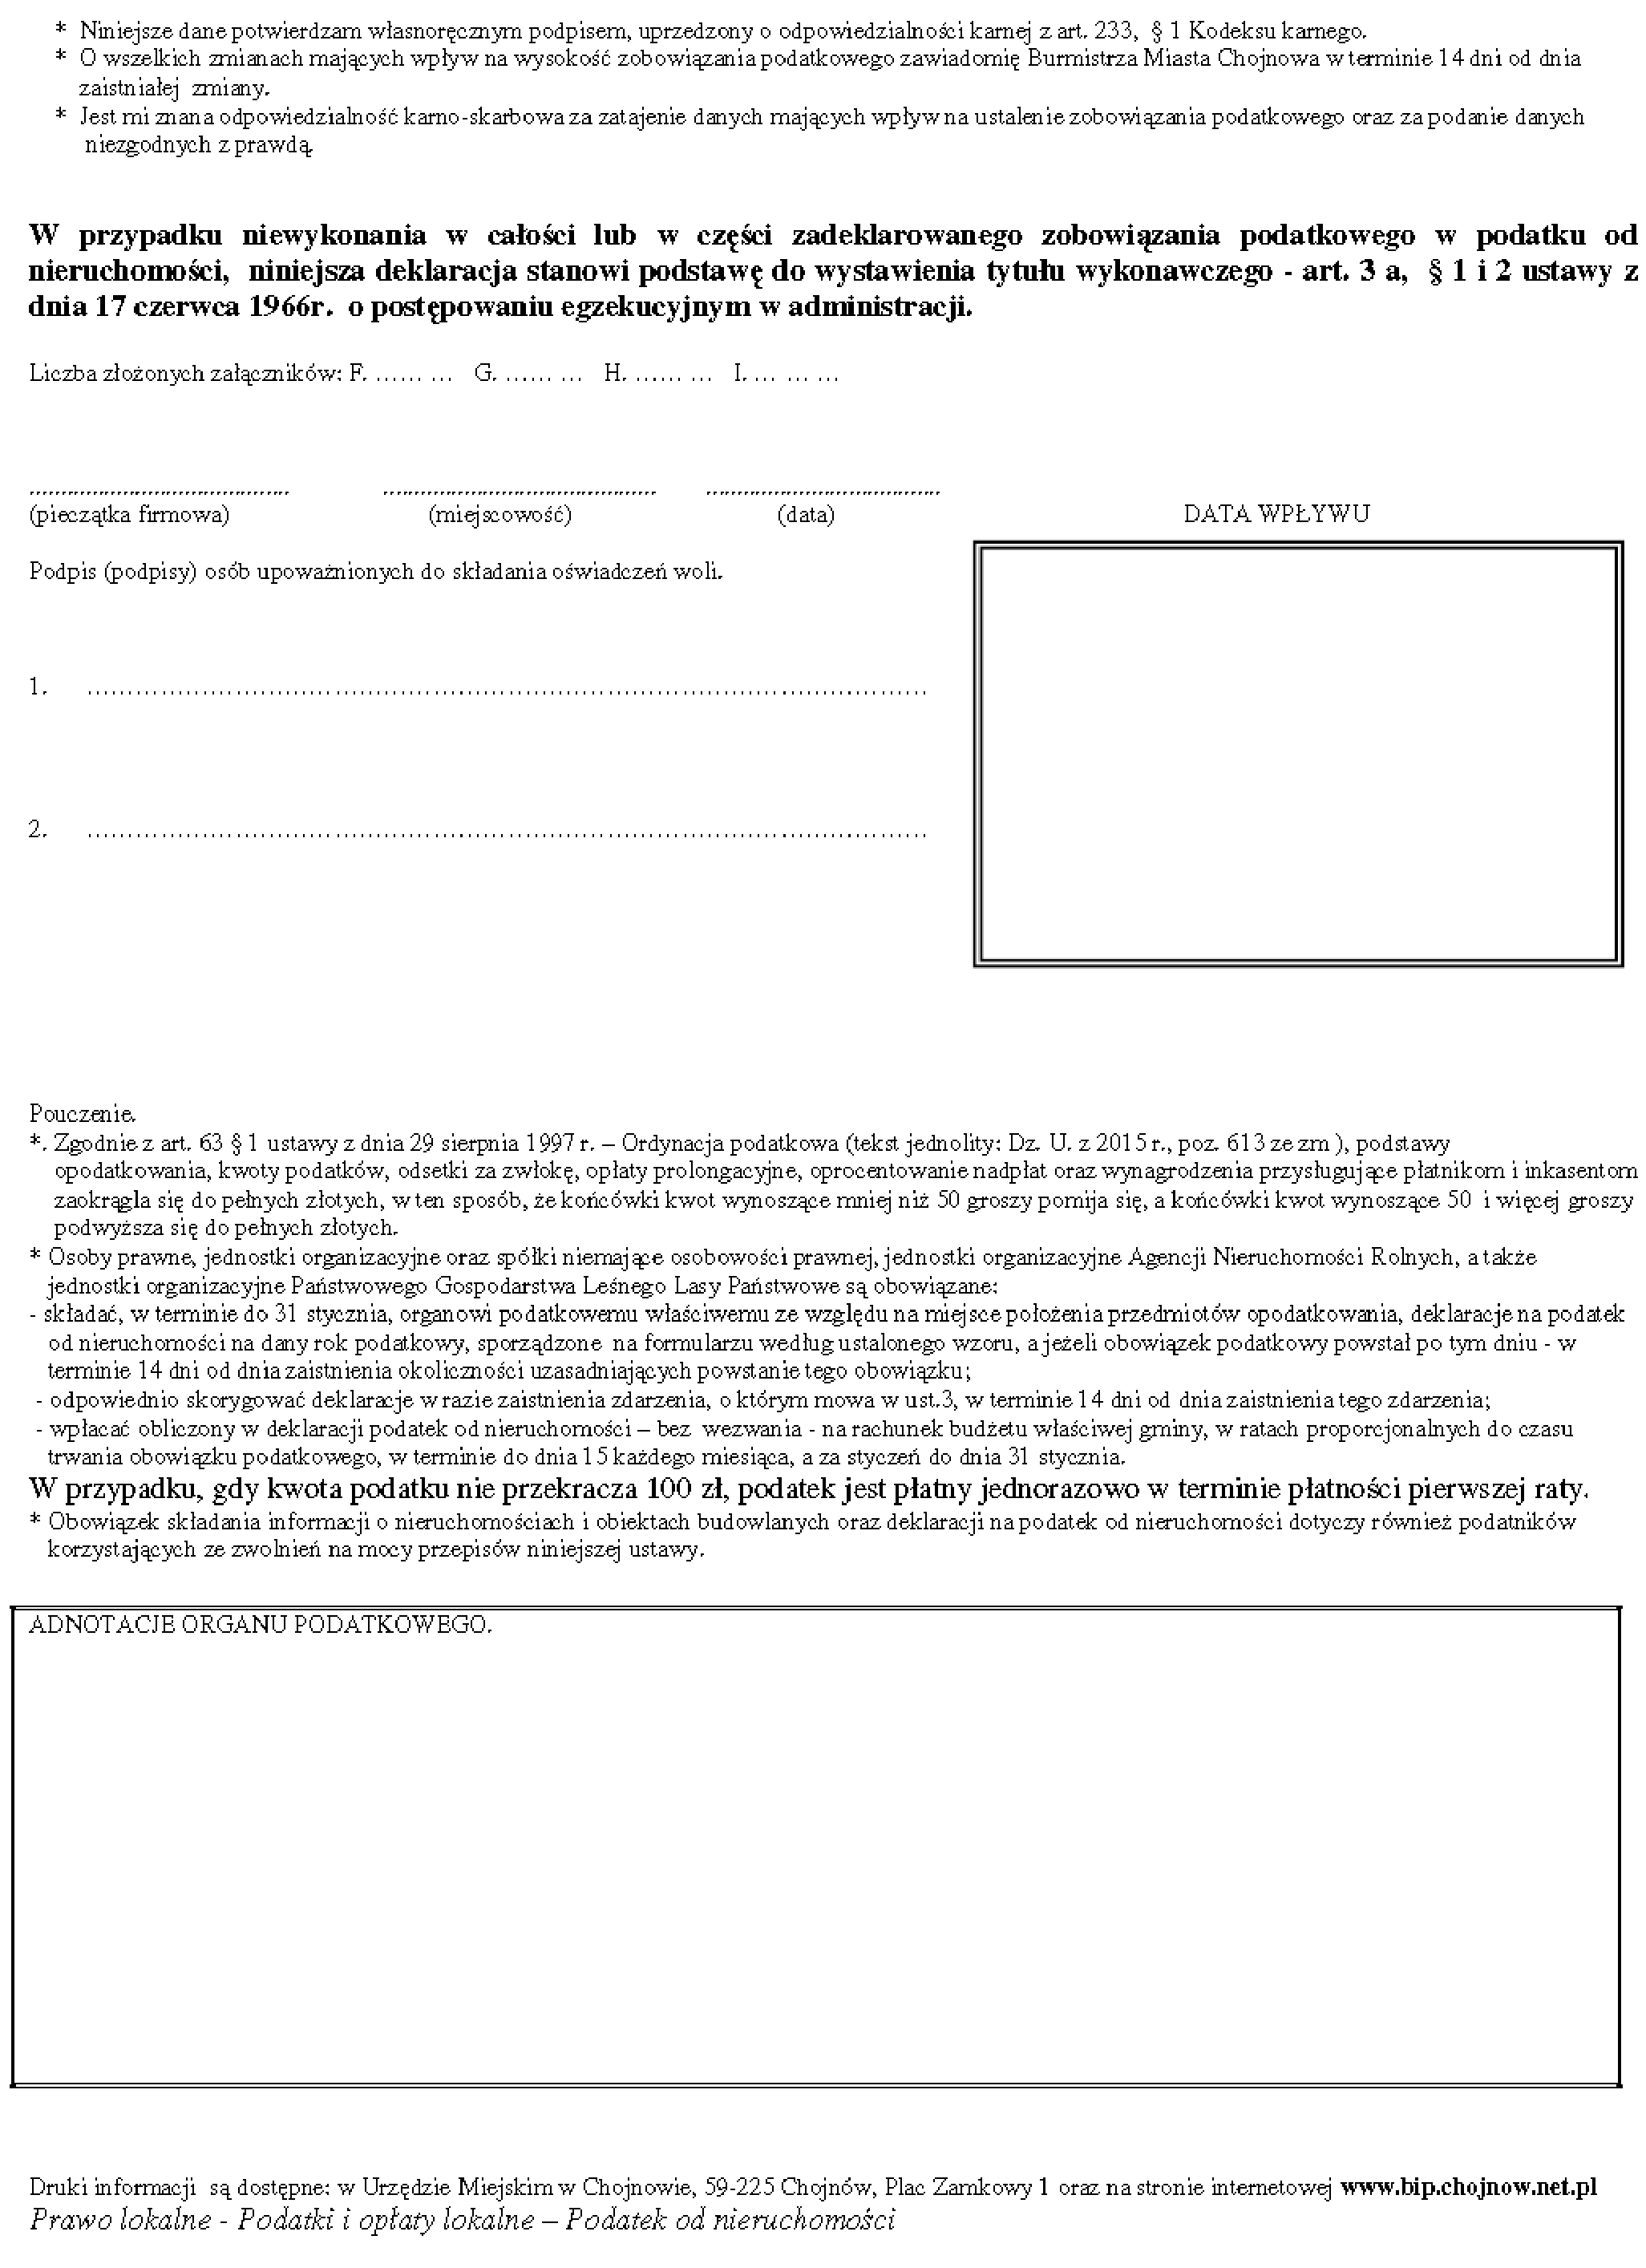 * Niniejsze dane potwierdzam własnoręcznym podpisem, uprzedzony o odpowiedzialności karnej z art. 233, § 1 Kodeksu karnego.
* O wszelkich zmianach mających wpływ na wysokość zobowiązania podatkowego zawiadomię Burmistrza Miasta Chojnowa w terminie 14 dni od dnia
zaistniałej zmiany.
* Jest mi znana odpowiedzialność karno-skarbowa za zatajenie danych mających wpływ na ustalenie zobowiązania podatkowego oraz za podanie danych
niezgodnych z prawdą.
W przypadku niewykonania w całości lub w części zadeklarowanego zobowiązania podatkowego w podatku od
nieruchomości, niniejsza deklaracja stanowi podstawę do wystawienia tytułu wykonawczego - art. 3 a, § 1 i 2 ustawy z
dnia 17 czerwca 1966r. o postępowaniu egzekucyjnym w administracji.
Liczba złożonych załączników: F. …… … G. …… … H. …… … I. … … …
.......................................... ............................................ ......................................
(pieczątka firmowa) (miejscowość) (data) DATA WPŁYWU
Podpis (podpisy) osób upoważnionych do składania oświadczeń woli.
1. ……………………………………………………………………………………
2. ……………………………………………………………………………………
Pouczenie.
*. Zgodnie z art. 63 § 1 ustawy z dnia 29 sierpnia 1997 r. – Ordynacja podatkowa (tekst jednolity: Dz. U. z 2015 r., poz. 613 ze zm ), podstawy
opodatkowania, kwoty podatków, odsetki za zwłokę, opłaty prolongacyjne, oprocentowanie nadpłat oraz wynagrodzenia przysługujące płatnikom i inkasentom
zaokrągla się do pełnych złotych, w ten sposób, że końcówki kwot wynoszące mniej niż 50 groszy pomija się, a końcówki kwot wynoszące 50 i więcej groszy
podwyższa się do pełnych złotych.
* Osoby prawne, jednostki organizacyjne oraz spółki niemające osobowości prawnej, jednostki organizacyjne Agencji Nieruchomości Rolnych, a także
jednostki organizacyjne Państwowego Gospodarstwa Leśnego Lasy Państwowe są obowiązane:
- składać, w terminie do 31 stycznia, organowi podatkowemu właściwemu ze względu na miejsce położenia przedmiotów opodatkowania, deklaracje na podatek
od nieruchomości na dany rok podatkowy, sporządzone na formularzu według ustalonego wzoru, a jeżeli obowiązek podatkowy powstał po tym dniu - w
terminie 14 dni od dnia zaistnienia okoliczności uzasadniających powstanie tego obowiązku;
- odpowiednio skorygować deklaracje w razie zaistnienia zdarzenia, o którym mowa w ust.3, w terminie 14 dni od dnia zaistnienia tego zdarzenia;
- wpłacać obliczony w deklaracji podatek od nieruchomości – bez wezwania - na rachunek budżetu właściwej gminy, w ratach proporcjonalnych do czasu
trwania obowiązku podatkowego, w terminie do dnia 15 każdego miesiąca, a za styczeń do dnia 31 stycznia.
W przypadku, gdy kwota podatku nie przekracza 100 zł, podatek jest płatny jednorazowo w terminie płatności pierwszej raty.
* Obowiązek składania informacji o nieruchomościach i obiektach budowlanych oraz deklaracji na podatek od nieruchomości dotyczy również podatników
korzystających ze zwolnień na mocy przepisów niniejszej ustawy.
ADNOTACJE ORGANU PODATKOWEGO.
Druki informacji są dostępne: w Urzędzie Miejskim w Chojnowie, 59-225 Chojnów, Plac Zamkowy 1 oraz na stronie internetowej www.bip.chojnow.net.pl
Prawo lokalne - Podatki i opłaty lokalne – Podatek od nieruchomości